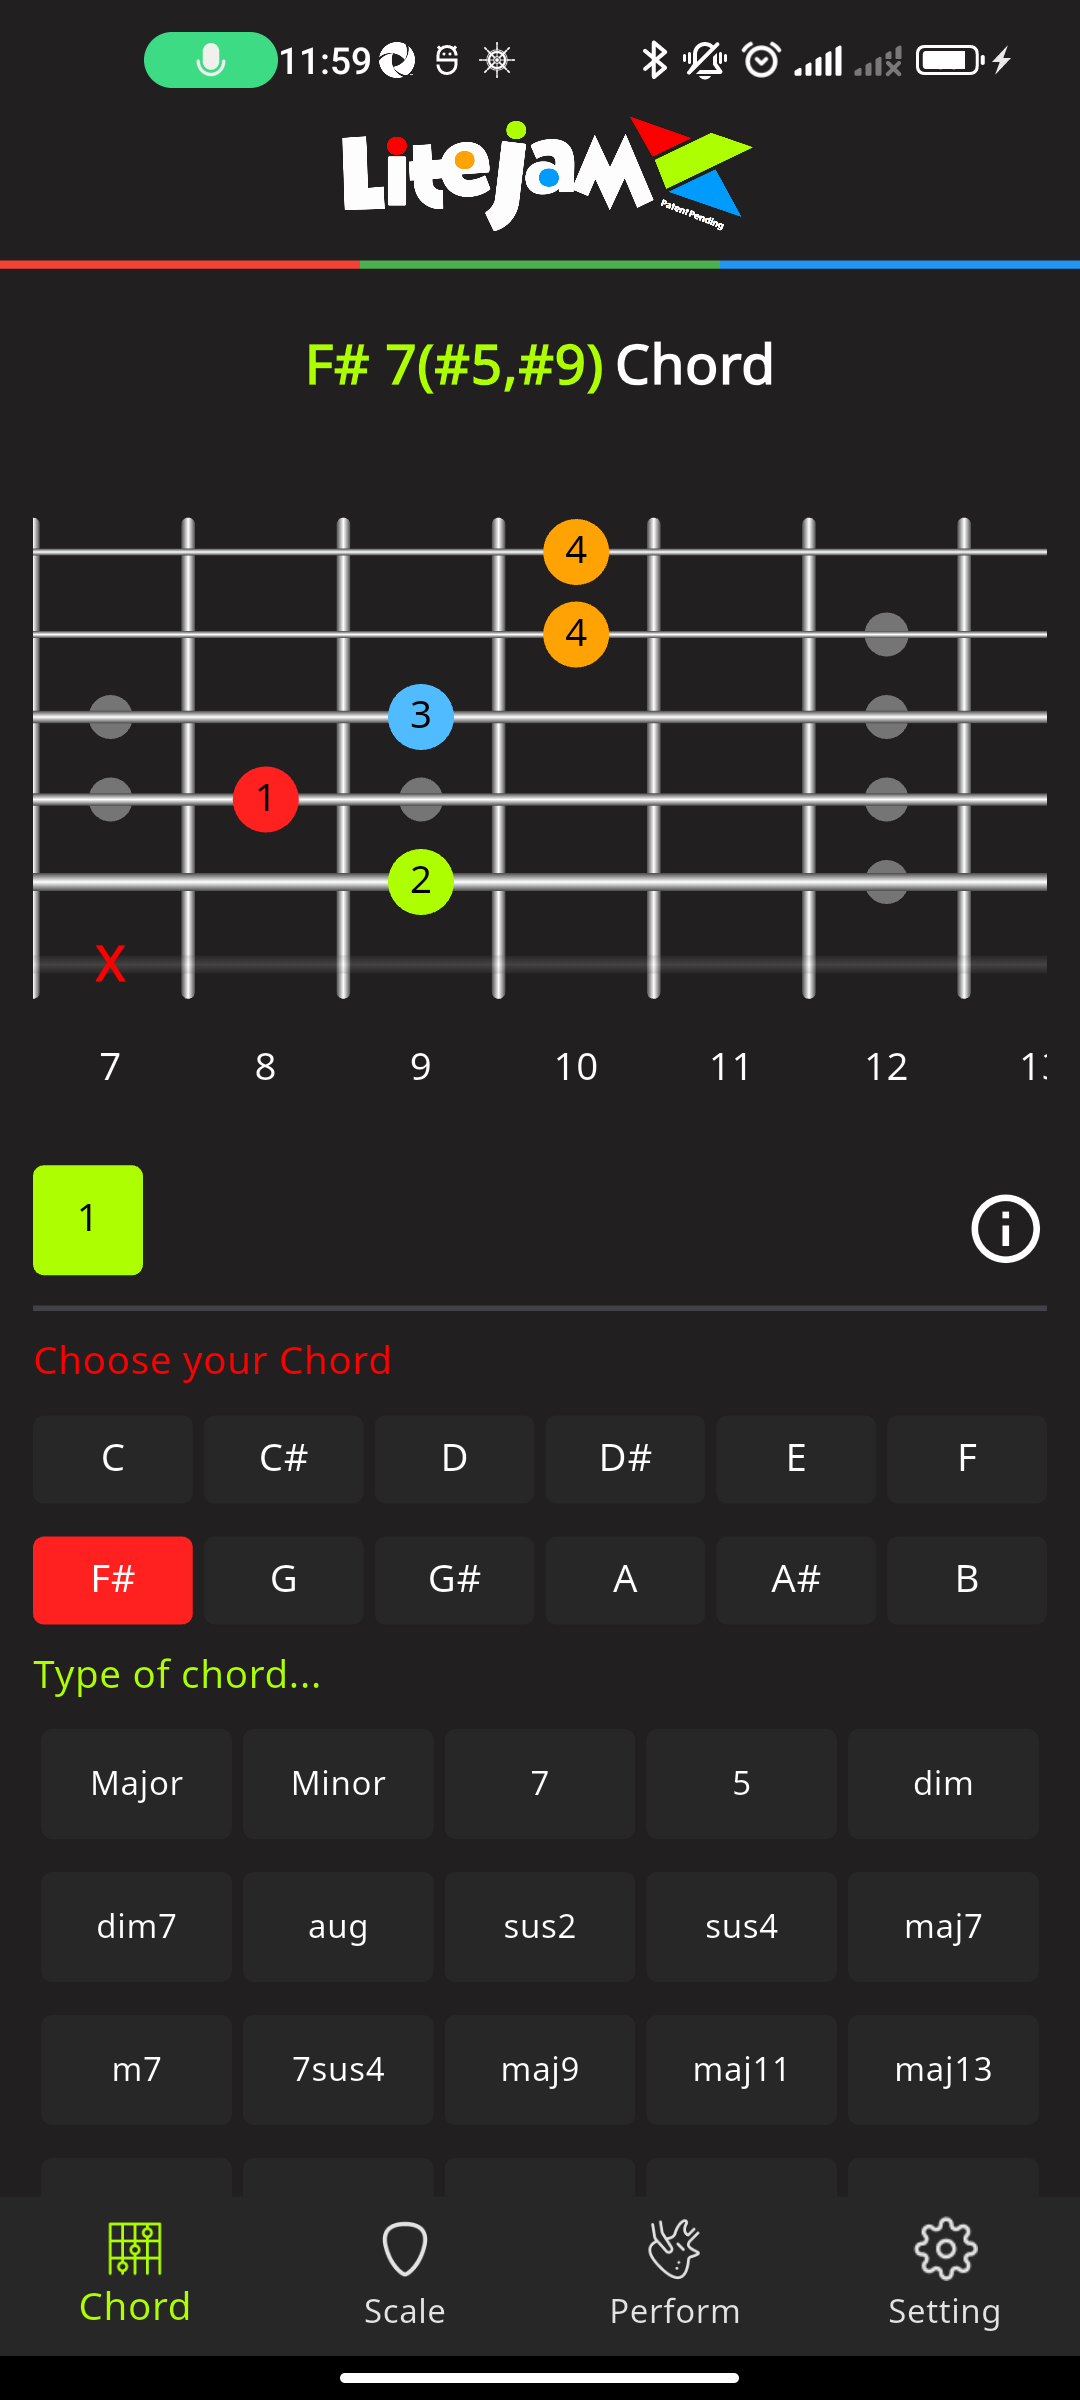 11:59
Litejam
Patent Pending
F# 7(#5,#9) Chord
4
4
3
1
2
X
7 8 9 10 11 12
1
Choose your Chord
C C# D D# E F
F# G G# A A# B
Type of chord...
Major Minor 7 5 dim
dim7 aug sus2 sus4 maj7
m7 7sus4 maj9 maj11 maj13
Chord Scale Perform Setting